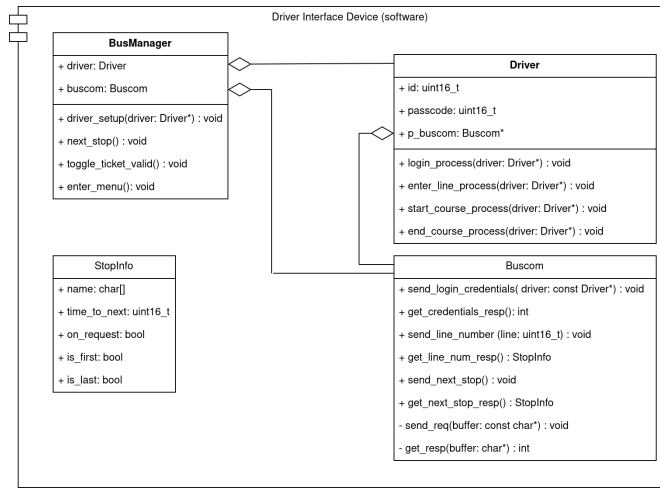 Driver Interface Device (software)
BusManager
+ driver: Driver
+ buscom: Buscom
+ driver_setup(driver: Driver*) : void
+ next_stop() : void
+ toggle_ticket_valid() : void
+ enter_menu(): void
Driver
+ id: uint16_t
+ passcode: uint16_t
+ p_buscom: Buscom*
+ login_process(driver: Driver*) : void
+ enter_line_process(driver: Driver*) : void
+ start_course_process(driver: Driver*) : void
+ end_course_process(driver: Driver*) : void
StopInfo
+ name: char[]
+ time_to_next: uint16_t
+ on_request: bool
+ is_first: bool
+ is_last: bool
Buscom
+ send_login_credentials( driver: const Driver*) : void
+ get_credentials_resp(): int
+ send_line_number (line: uint16_t) : void
+ get_line_num_resp() : StopInfo
+ send_next_stop() : void
+ get_next_stop_resp() : StopInfo
- send_req(buffer: const char*) : void
- get_resp(buffer: char*) : int